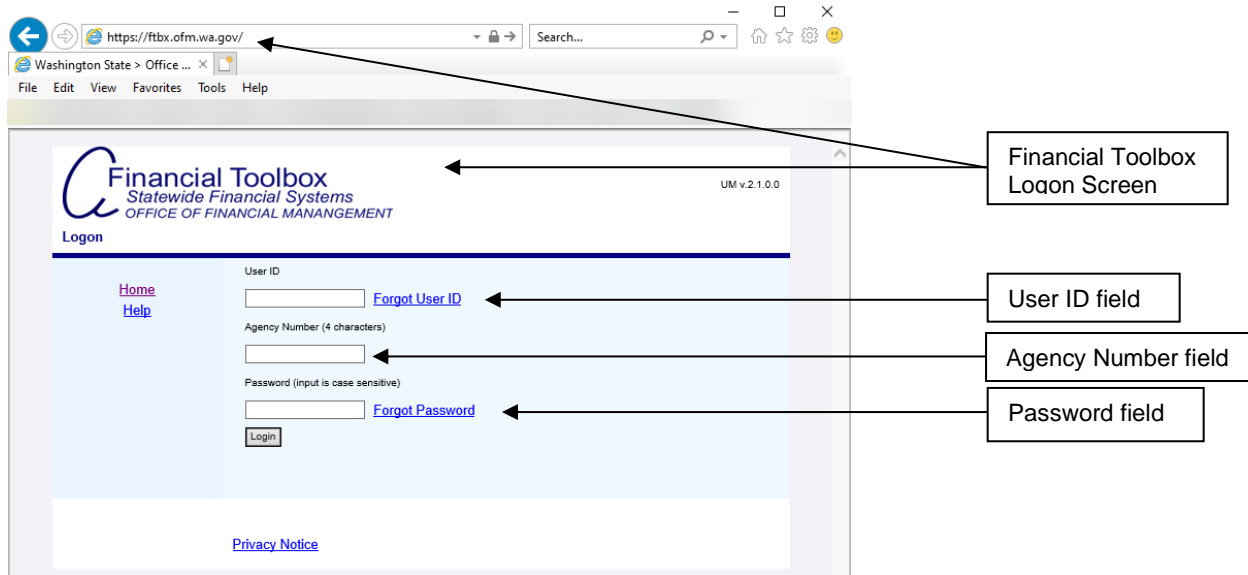 https://ftbx.ofm.wa.gov/
Search...
Washington State > Office ...
File Edit View Favorites Tools Help
Financial Toolbox
Statewide Financial Systems
OFFICE OF FINANCIAL MANANGEMENT
UM v.2.1.0.0
Logon
Home
Help
User ID
Forgot User ID
Agency Number (4 characters)
Password (input is case sensitive)
Forgot Password
Login
Privacy Notice
Financial Toolbox
Logon Screen
User ID field
Agency Number field
Password field